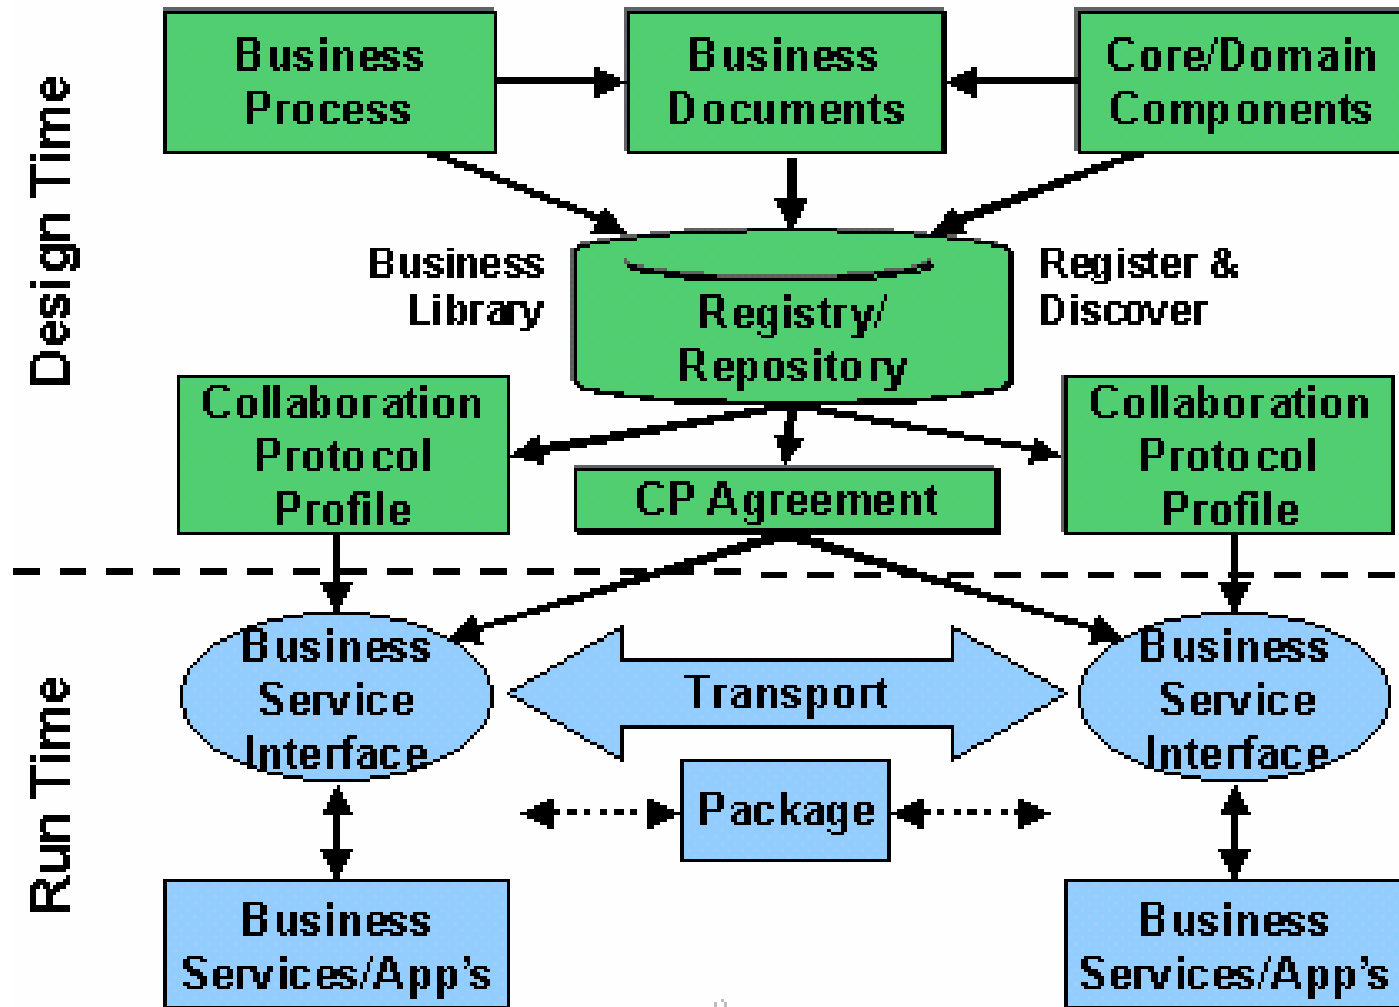 Design Time
Business
Process
Business
Documents
Core/Domain
Components
Business
Library
Registry/
Repository
Register &
Discover
Collaboration
Protocol
Profile
CP Agreement
Collaboration
Protocol
Profile
Run Time
Business
Service
Interface
Transport
Business
Service
Interface
Package
Business
Services/App's
Business
Services/App's